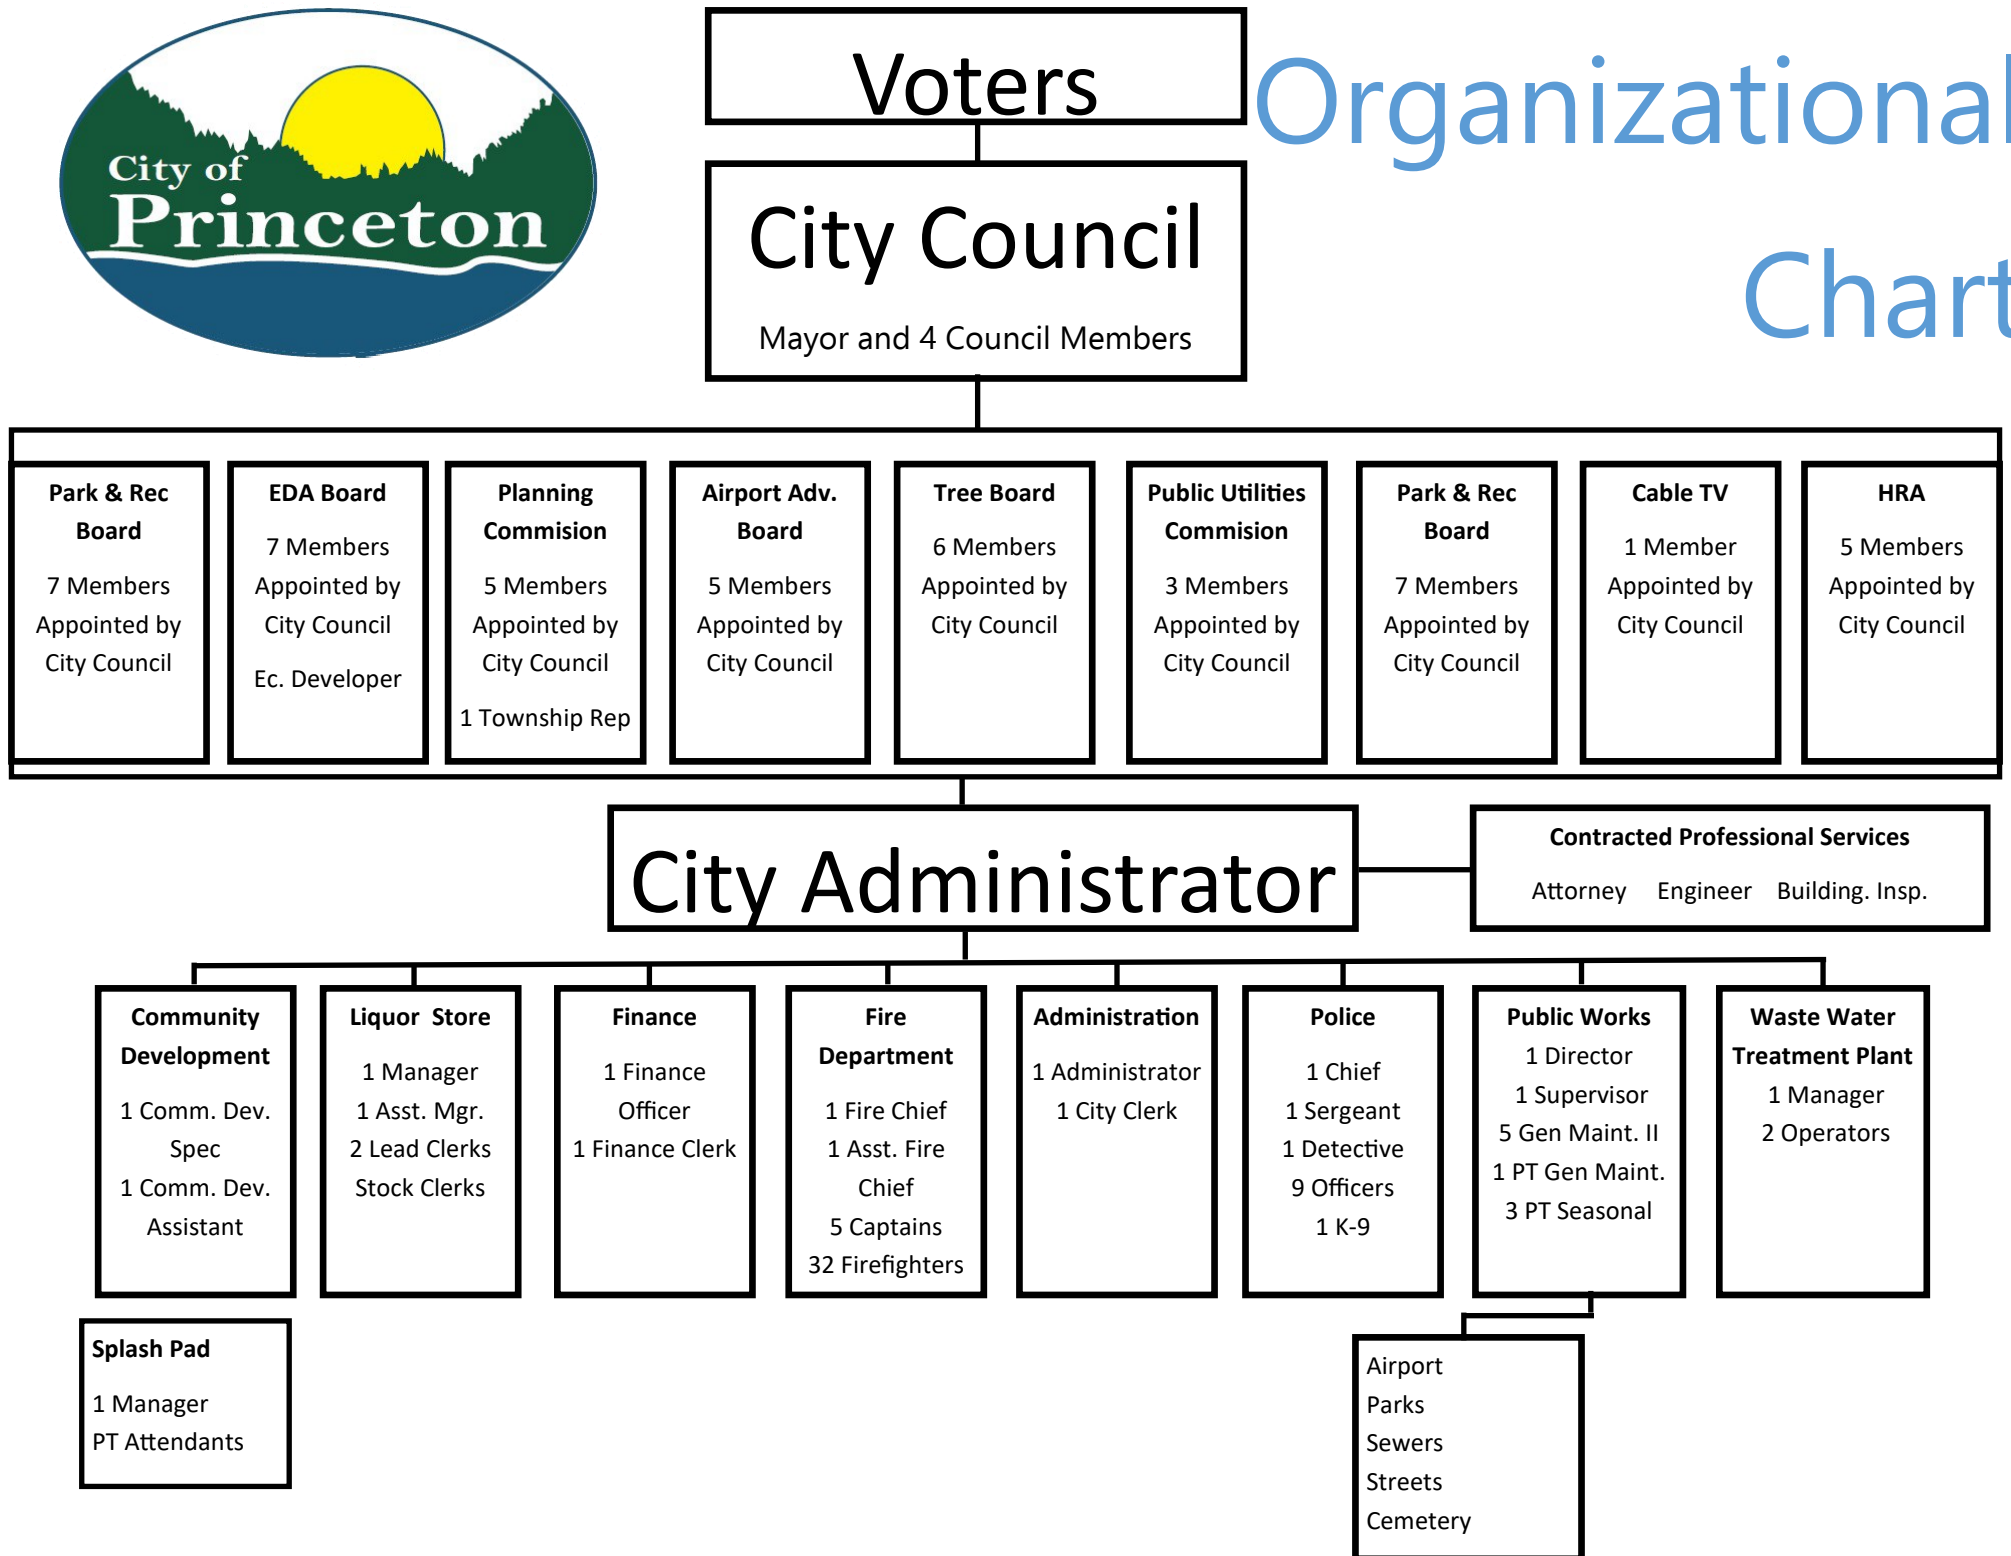 City of
Princeton
Voters
Organizational
Chart
City Council
Mayor and 4 Council Members
Park & Rec
Board
7 Members
Appointed by
City Council
EDA Board
7 Members
Appointed by
City Council
Ec. Developer
Planning
Commision
5 Members
Appointed by
City Council
1 Township Rep
Airport Adv.
Board
5 Members
Appointed by
City Council
Tree Board
6 Members
Appointed by
City Council
Public Utilities
Commision
3 Members
Appointed by
City Council
Park & Rec
Board
7 Members
Appointed by
City Council
Cable TV
1 Member
Appointed by
City Council
HRA
5 Members
Appointed by
City Council
City Administrator
Contracted Professional Services
Attorney Engineer Building. Insp.
Community
Development
1 Comm. Dev.
Spec
1 Comm. Dev.
Assistant
Liquor Store
1 Manager
1 Asst. Mgr.
2 Lead Clerks
Stock Clerks
Finance
1 Finance
Officer
1 Finance Clerk
Fire
Department
1 Fire Chief
1 Asst. Fire
Chief
5 Captains
32 Firefighters
Administration
1 Administrator
1 City Clerk
Police
1 Chief
1 Sergeant
1 Detective
9 Officers
1 K-9
Public Works
1 Director
1 Supervisor
5 Gen Maint. II
1 PT Gen Maint.
3 PT Seasonal
Waste Water
Treatment Plant
1 Manager
2 Operators
Splash Pad
1 Manager
PT Attendants
Airport
Parks
Sewers
Streets
Cemetery